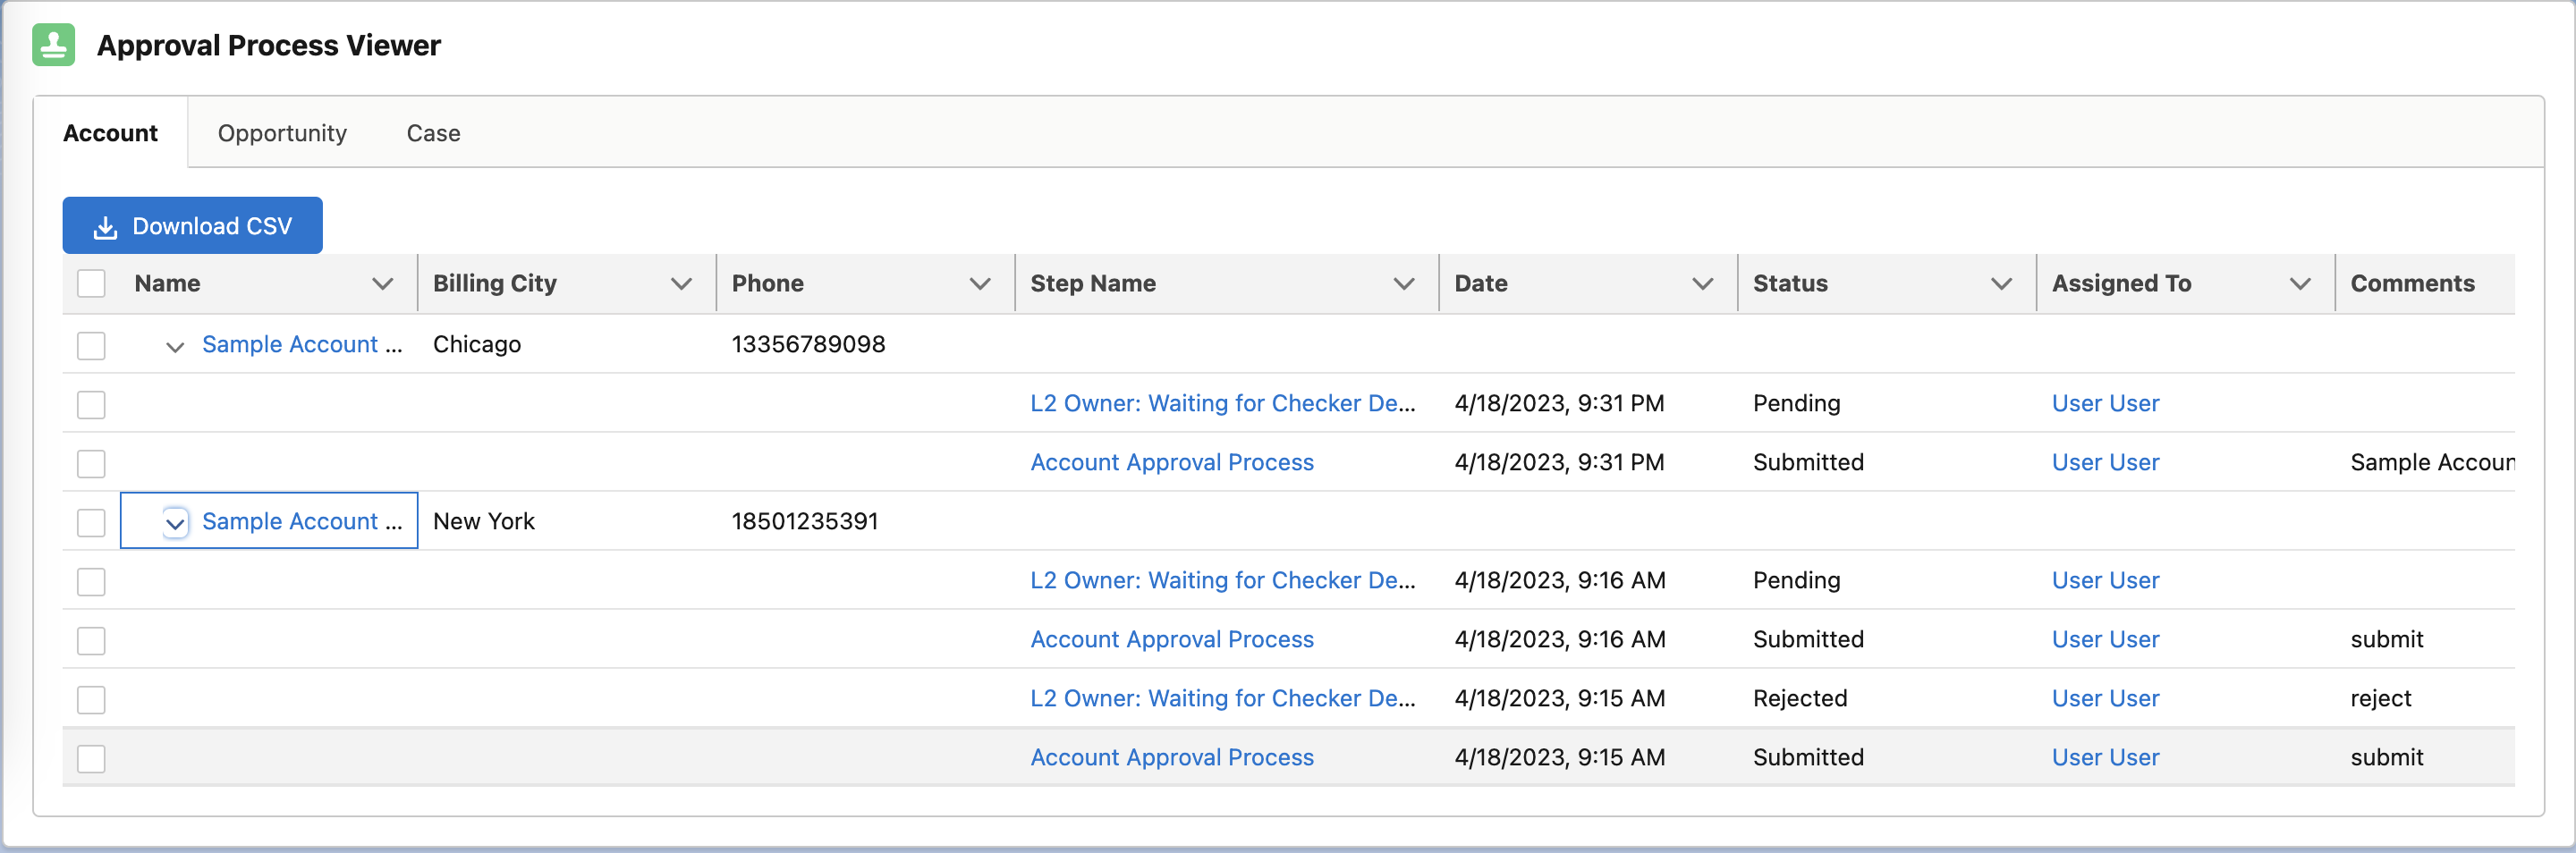 Approval Process Viewer
Account Opportunity Case
Download CSV
Name Billing City Phone Step Name Date Status Assigned To Comments
Sample Account ... Chicago 13356789098
L2 Owner: Waiting for Checker De... 4/18/2023, 9:31 PM Pending User User
Account Approval Process 4/18/2023, 9:31 PM Submitted User User Sample Accoun
Sample Account ... New York 18501235391
L2 Owner: Waiting for Checker De... 4/18/2023, 9:16 AM Pending User User
Account Approval Process 4/18/2023, 9:16 AM Submitted User User submit
L2 Owner: Waiting for Checker De... 4/18/2023, 9:15 AM Rejected User User reject
Account Approval Process 4/18/2023, 9:15 AM Submitted User User submit